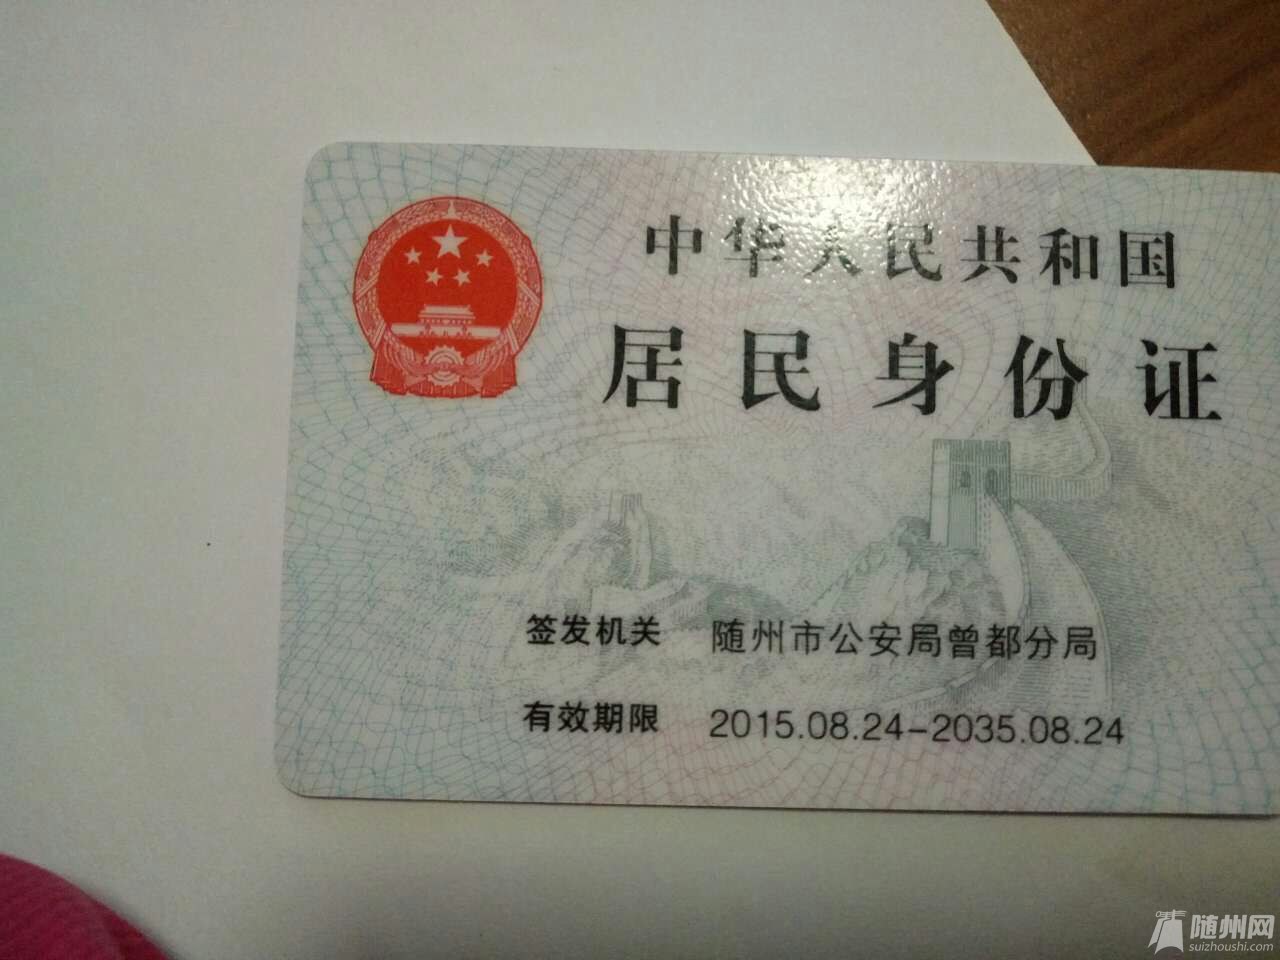 中华人民共和国
居民身份证
签发机关 随州市公安局曾都分局
有效期限 2015.08.24-2035.08.24
随州网
suizhoushi.com